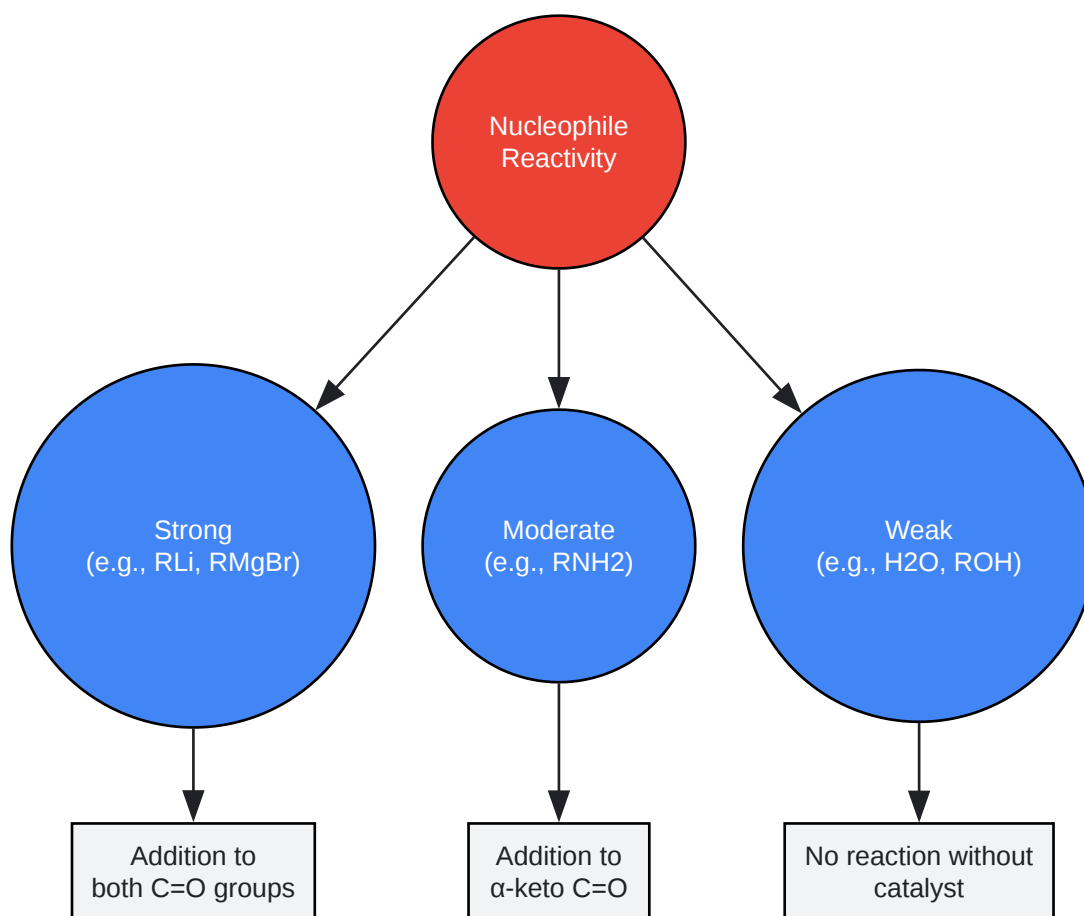 Nucleophile
Reactivity
Strong
(e.g., RLi, RMgBr)
Moderate
(e.g., RNH2)
Weak
(e.g., H2O, ROH)
Addition to
both C=O groups
Addition to
α-keto C=O
No reaction without
catalyst